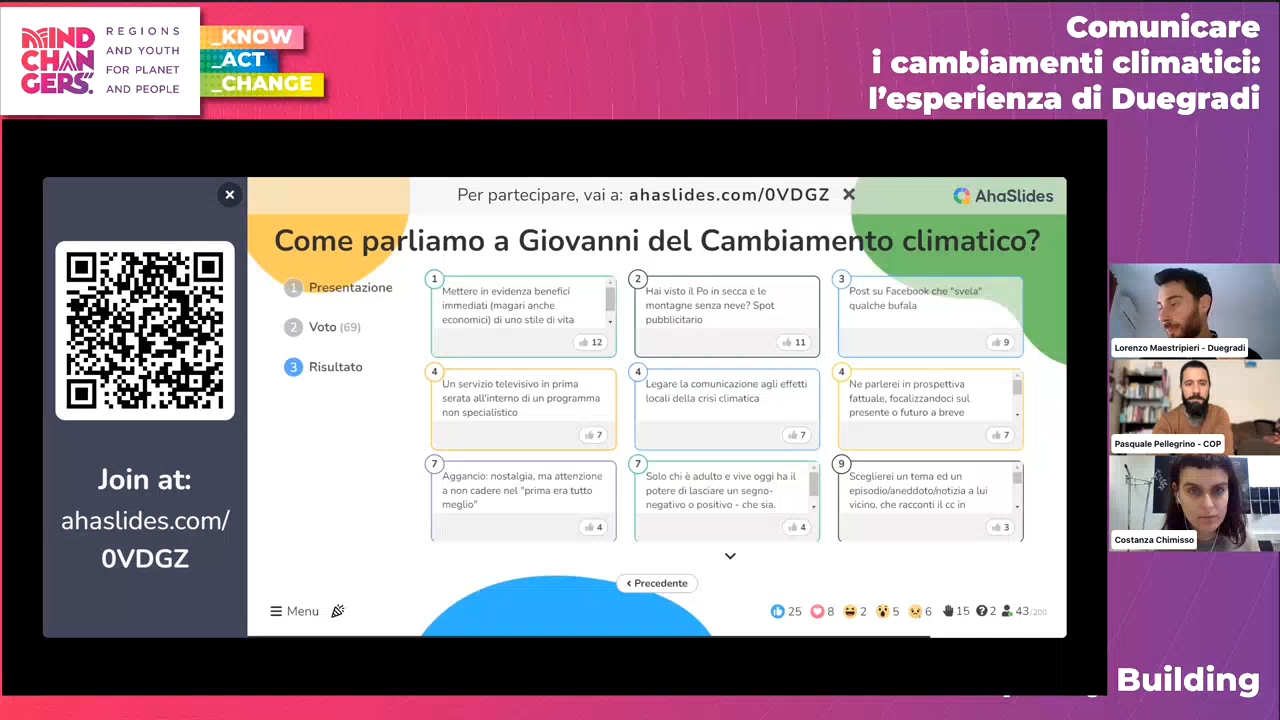 MIND
CHAN
GERS.
REGIONS
AND YOUTH
FOR PLANET
AND PEOPLE
_KNOW
_ACT
_CHANGE
Comunicare
i cambiamenti climatici:
l'esperienza di Duegradi
Join at:
ahaslides.com/
0VDGZ
Per partecipare, vai a: ahaslides.com/0VDGZ
AhaSlides
Come parliamo a Giovanni del Cambiamento climatico?
1 Presentazione
2 Voto (69)
3 Risultato
1
Mettere in evidenza benefici
immediati (magari anche
economici) di uno stile di vita
12
2
Hai visto il Po in secca e le
montagne senza neve? Spot
pubblicitario
11
3
Post su Facebook che "svela"
qualche bufala
9
4
Un servizio televisivo in prima
serata all'interno di un programma
non specialistico
7
4
Legare la comunicazione agli effetti
locali della crisi climatica
7
4
Ne parlerei in prospettiva
fattuale, focalizzandoci sul
presente o futuro a breve
7
7
Aggancio: nostalgia, ma attenzione
a non cadere nel "prima era tutto
meglio"
4
7
Solo chi è adulto e vive oggi ha il
potere di lasciare un segno-
negativo o positivo - che sia.
4
9
Sceglierei un tema ed un
episodio/aneddoto/notizia a lui
vicino, che racconti il cc in
3
Precedente
Menu
25 8 2 5 6 15 2 43/200
Lorenzo Maestripieri - Duegradi
Pasquale Pellegrino - COP
Costanza Chimisso
Building